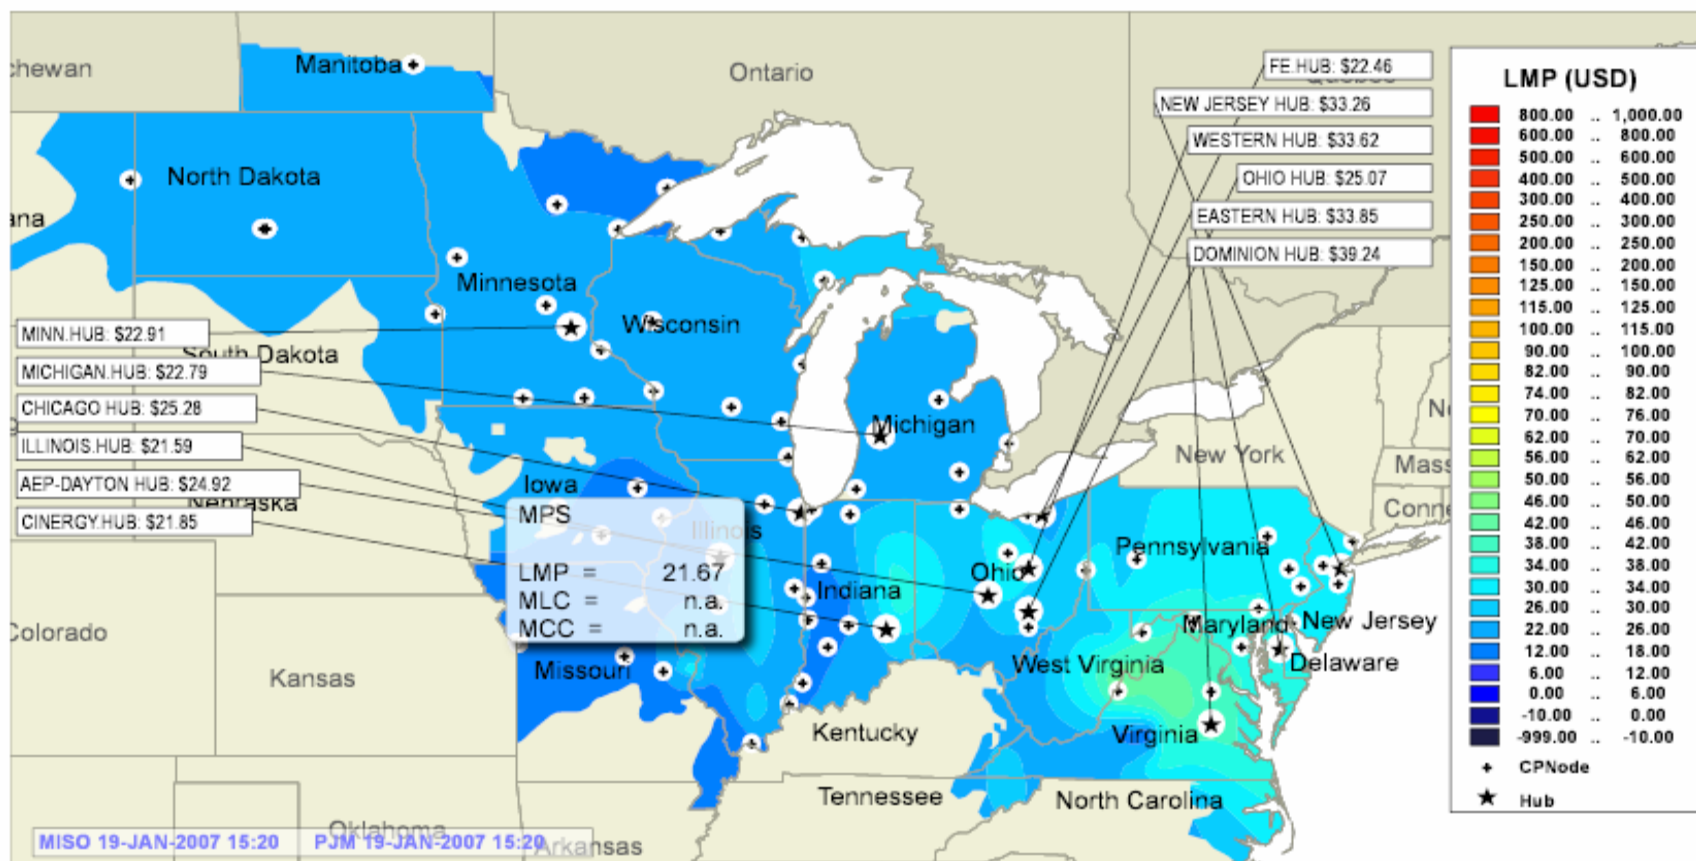 Manitoba
chewan
Ontario
North Dakota
ana
Minnesota
Wisconsin
South Dakota
Michigan
New York
Mass
Conne
Iowa
Nebraska
Illinois
Indiana
Ohio
Pennsylvania
New Jersey
Maryland
Delaware
West Virginia
Virginia
Colorado
Kansas
Missouri
Kentucky
Tennessee
North Carolina
Oklahoma
Arkansas
MINN.HUB: $22.91
MICHIGAN.HUB: $22.79
CHICAGO HUB: $25.28
ILLINOIS.HUB: $21.59
AEP-DAYTON HUB: $24.92
CINERGY.HUB: $21.85
FE.HUB: $22.46
NEW JERSEY HUB: $33.26
WESTERN HUB: $33.62
OHIO HUB: $25.07
EASTERN HUB: $33.85
DOMINION HUB: $39.24
MPS
LMP = 21.67
MLC = n.a.
MCC = n.a.
LMP (USD)
800.00 .. 1,000.00
600.00 .. 800.00
500.00 .. 600.00
400.00 .. 500.00
300.00 .. 400.00
250.00 .. 300.00
200.00 .. 250.00
150.00 .. 200.00
125.00 .. 150.00
115.00 .. 125.00
100.00 .. 115.00
90.00 .. 100.00
82.00 .. 90.00
74.00 .. 82.00
70.00 .. 76.00
62.00 .. 70.00
56.00 .. 62.00
50.00 .. 56.00
46.00 .. 50.00
42.00 .. 46.00
38.00 .. 42.00
34.00 .. 38.00
30.00 .. 34.00
26.00 .. 30.00
22.00 .. 26.00
12.00 .. 18.00
6.00 .. 12.00
0.00 .. 6.00
-10.00 .. 0.00
-999.00 .. -10.00
CPNode
Hub
MISO 19-JAN-2007 15:20 PJM 19-JAN-2007 15:20